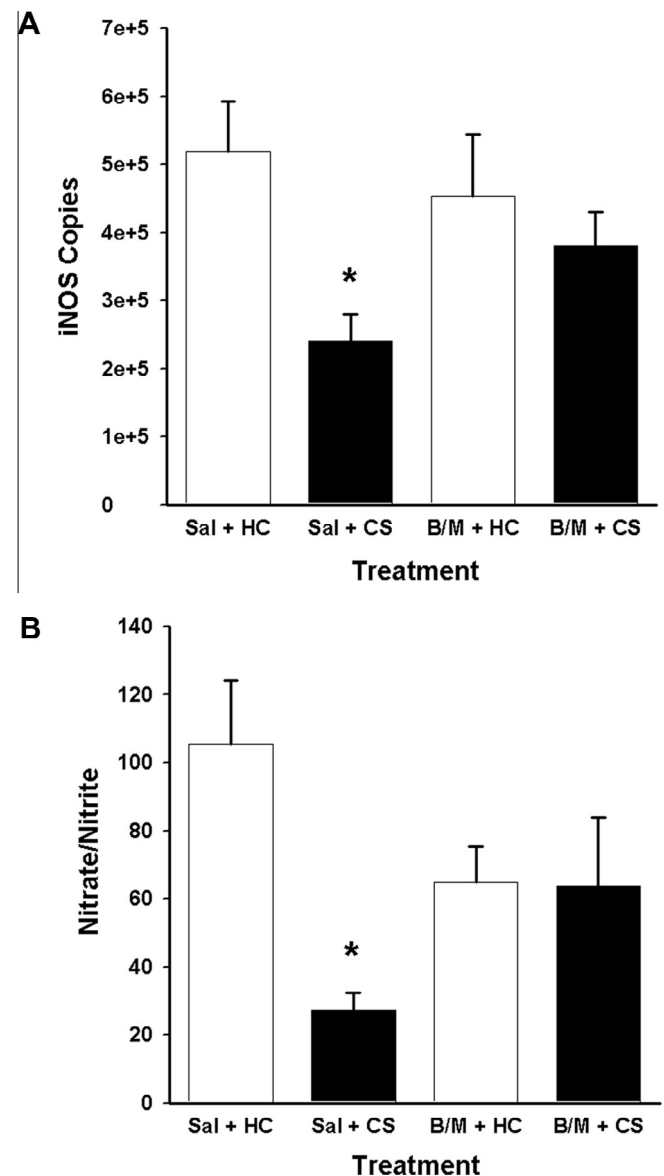 A
7e+5
6e+5
5e+5
4e+5
3e+5
2e+5
1e+5
0
iNOS Copies
*
Sal + HC Sal + CS B/M + HC B/M + CS
Treatment
B
140
120
100
80
60
40
20
0
Nitrate/Nitrite
*
Sal + HC Sal + CS B/M + HC B/M + CS
Treatment